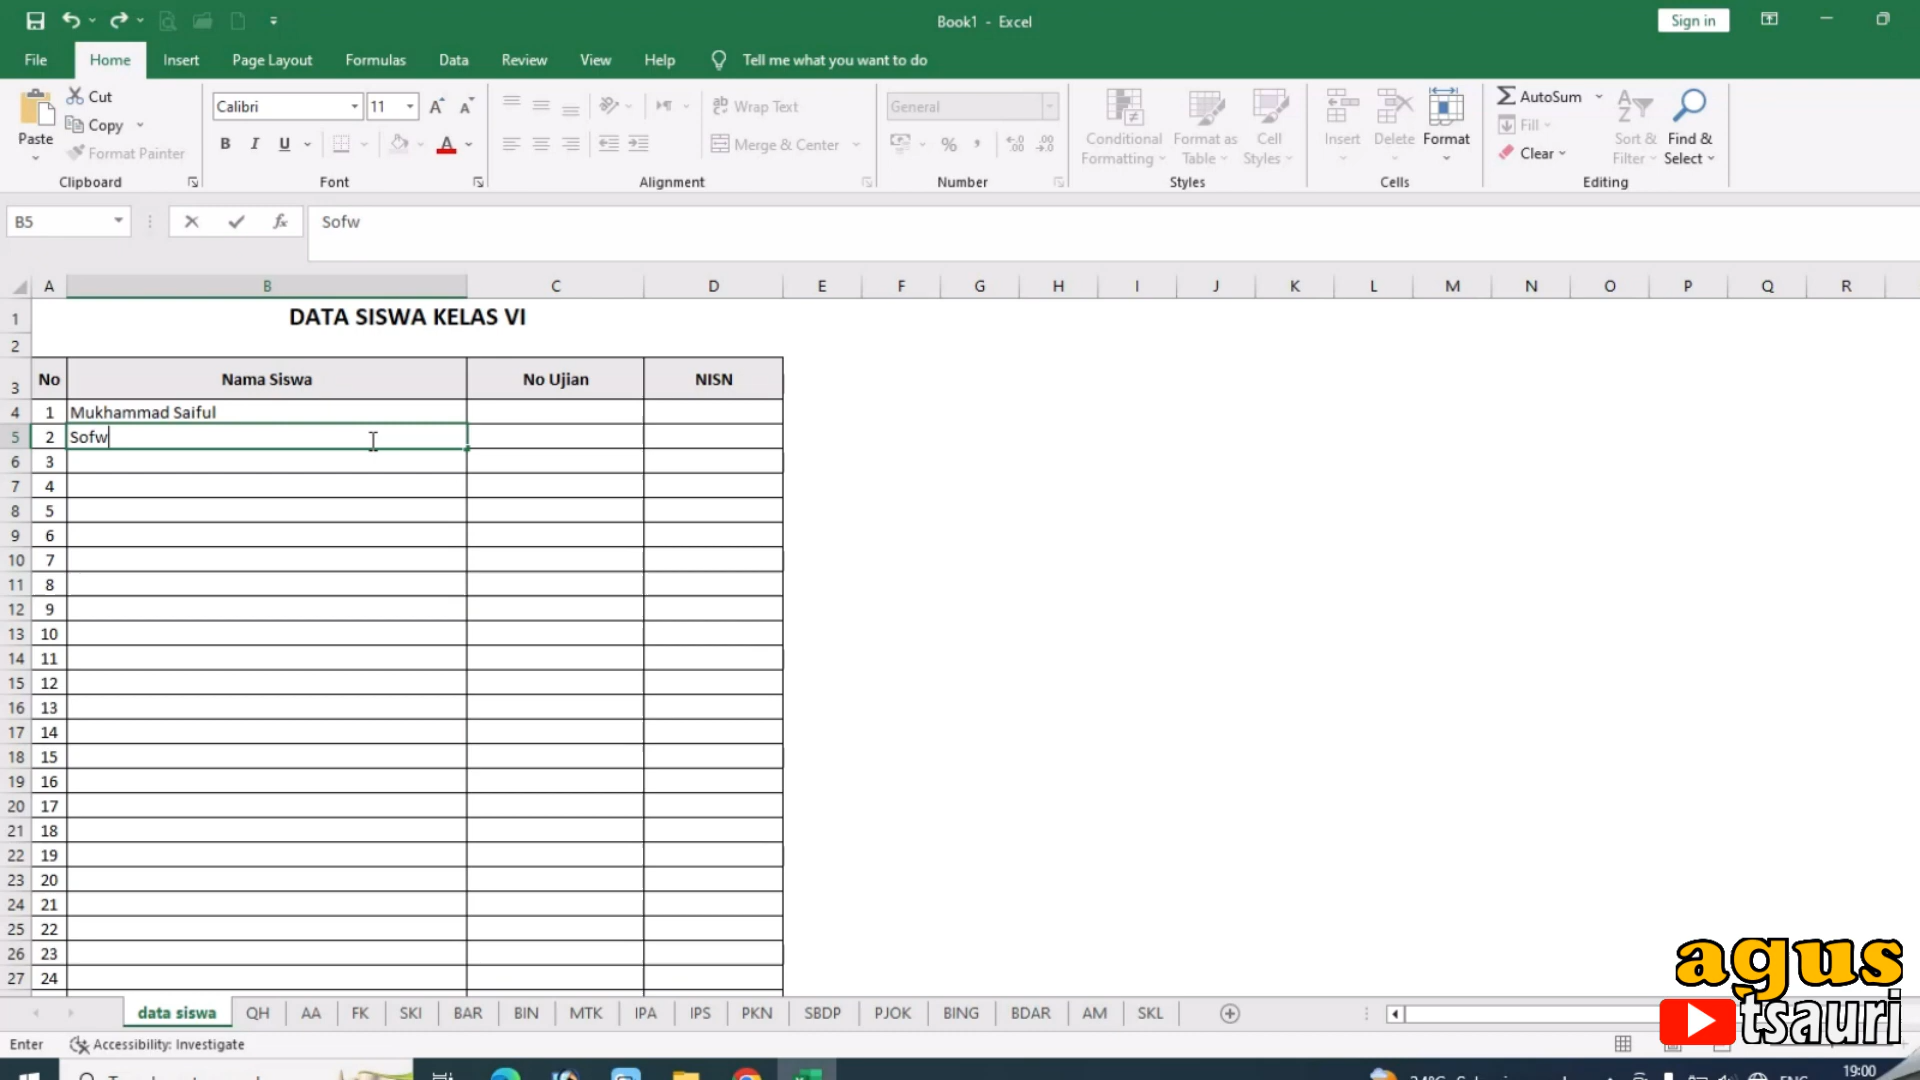 Book1 - Excel
Sign in
File Home Insert Page Layout Formulas Data Review View Help Tell me what you want to do
Paste
Cut
Copy
Format Painter
Clipboard
Calibri 11
B I U
Font
Wrap Text
Merge & Center
Alignment
General
Number
Conditional Formatting
Format as Table
Cell Styles
Styles
Insert
Delete
Format
Cells
AutoSum
Fill
Clear
Sort & Filter
Find & Select
Editing
B5 fx Sofw
A B C D E F G H I J K L M N O P Q R
1 DATA SISWA KELAS VI
2
3 No Nama Siswa No Ujian NISN
4 1 Mukhammad Saiful
5 2 Sofw
6 3
7 4
8 5
9 6
10 7
11 8
12 9
13 10
14 11
15 12
16 13
17 14
18 15
19 16
20 17
21 18
22 19
23 20
24 21
25 22
26 23
27 24
data siswa QH AA FK SKI BAR BIN MTK IPA IPS PKN SBDP PJOK BING BDAR AM SKL
Enter Accessibility: Investigate
19:00
agus
tsauri